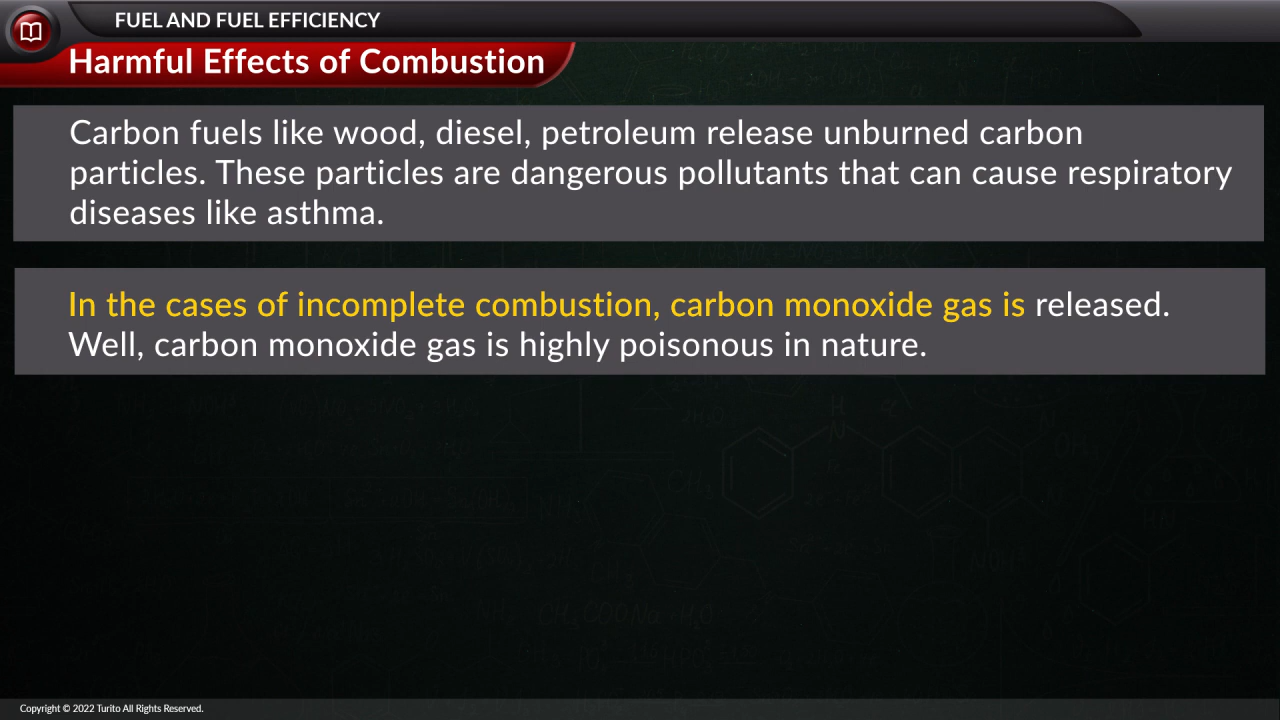 FUEL AND FUEL EFFICIENCY
Harmful Effects of Combustion
Carbon fuels like wood, diesel, petroleum release unburned carbon
particles. These particles are dangerous pollutants that can cause respiratory
diseases like asthma.
In the cases of incomplete combustion, carbon monoxide gas is released.
Well, carbon monoxide gas is highly poisonous in nature.
Copyright © 2022 Turito All Rights Reserved.